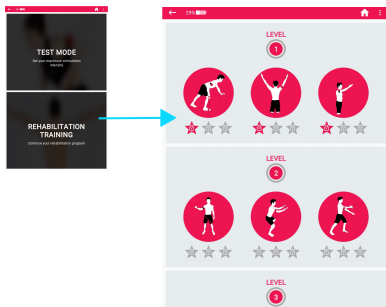 TEST MODE
Set your maximum stimulation
intensity
REHABILITATION
TRAINING
Continue your rehabilitation program
29%
LEVEL
1
LEVEL
2
LEVEL
3